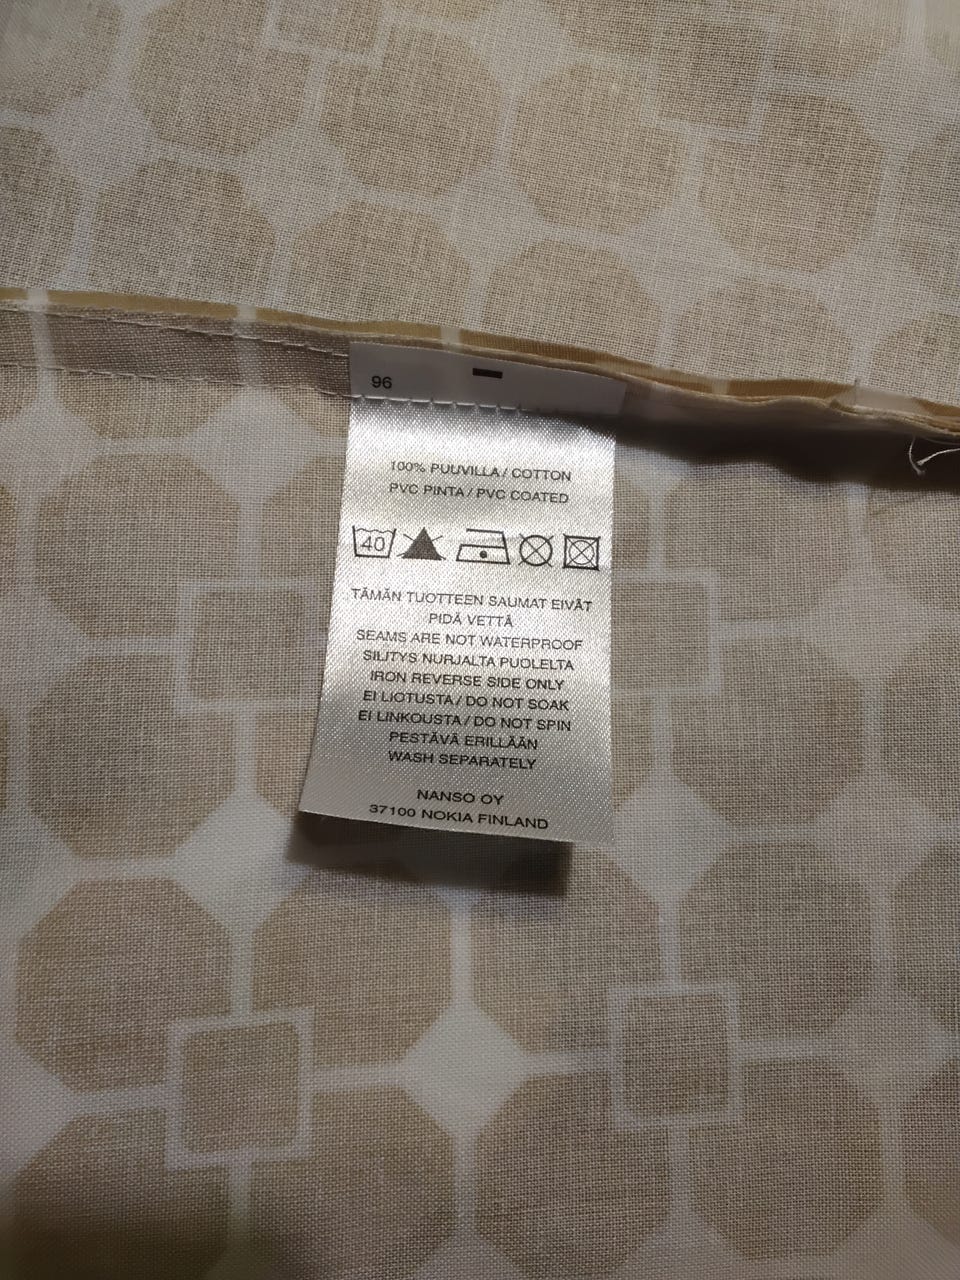 96
100% PUUVILLA / COTTON
PVC PINTA / PVC COATED
40
TÄMÄN TUOTTEEN SAUMAT EIVÄT
PIDÄ VETTÄ
SEAMS ARE NOT WATERPROOF
SILITYS NURJALTA PUOLELTA
IRON REVERSE SIDE ONLY
EI LIOTUSTA / DO NOT SOAK
EI LINKOUSTA / DO NOT SPIN
PESTÄVÄ ERILLÄÄN
WASH SEPARATELY
NANSO OY
37100 NOKIA FINLAND